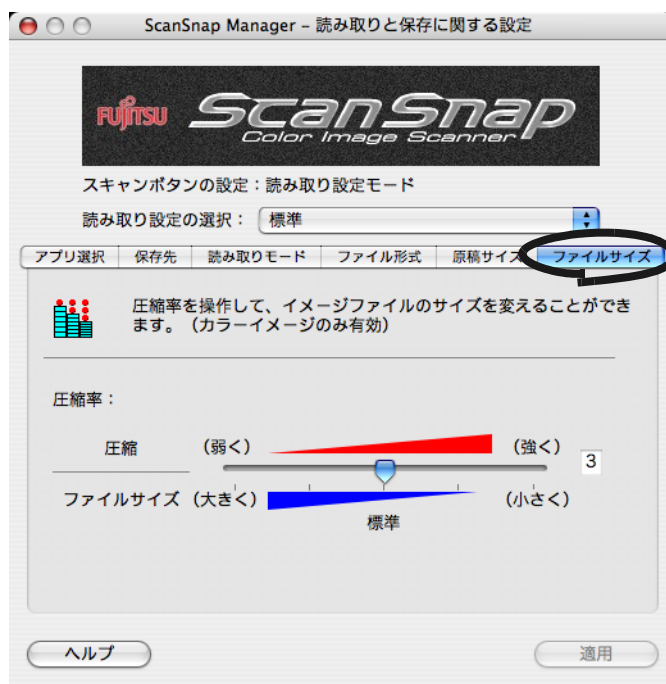 ScanSnap Manager – 読み取りと保存に関する設定
FUJITSU ScanSnap
Color Image Scanner
スキャンボタンの設定：読み取り設定モード
読み取り設定の選択： 標準
アプリ選択 保存先 読み取りモード ファイル形式 原稿サイズ ファイルサイズ
圧縮率を操作して、イメージファイルのサイズを変えることができ
ます。（カラーイメージのみ有効）
圧縮率：
圧縮 （弱く） （強く） 3
ファイルサイズ （大きく） （小さく）
標準
ヘルプ 適用